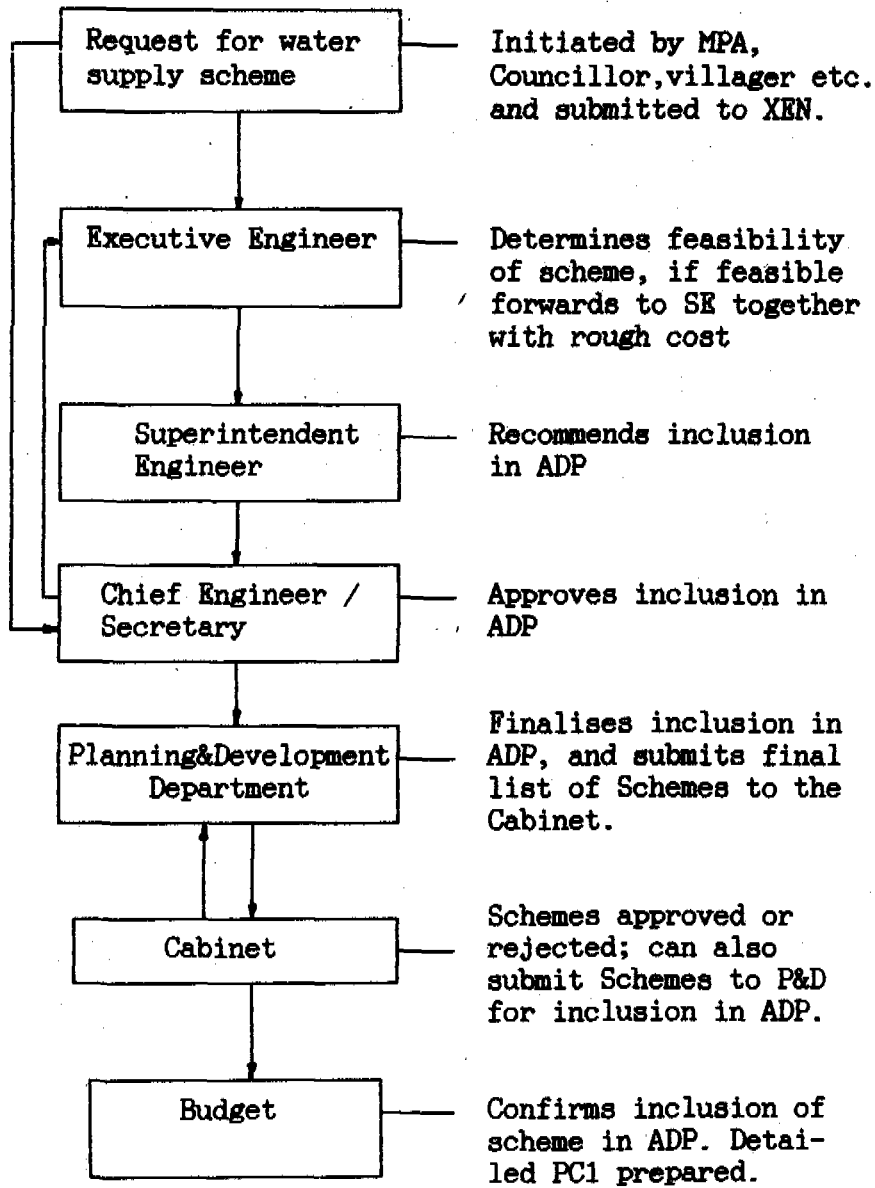 Request for water
supply scheme
Initiated by MPA,
Councillor,villager etc.
and submitted to XEN.
Executive Engineer
Determines feasibility
of scheme, if feasible
forwards to SE together
with rough cost
Superintendent
Engineer
Recommends inclusion
in ADP
Chief Engineer /
Secretary
Approves inclusion in
ADP
Planning&Development
Department
Finalises inclusion in
ADP, and submits final
list of Schemes to the
Cabinet.
Cabinet
Schemes approved or
rejected; can also
submit Schemes to P&D
for inclusion in ADP.
Budget
Confirms inclusion of
scheme in ADP. Detai-
led PC1 prepared.